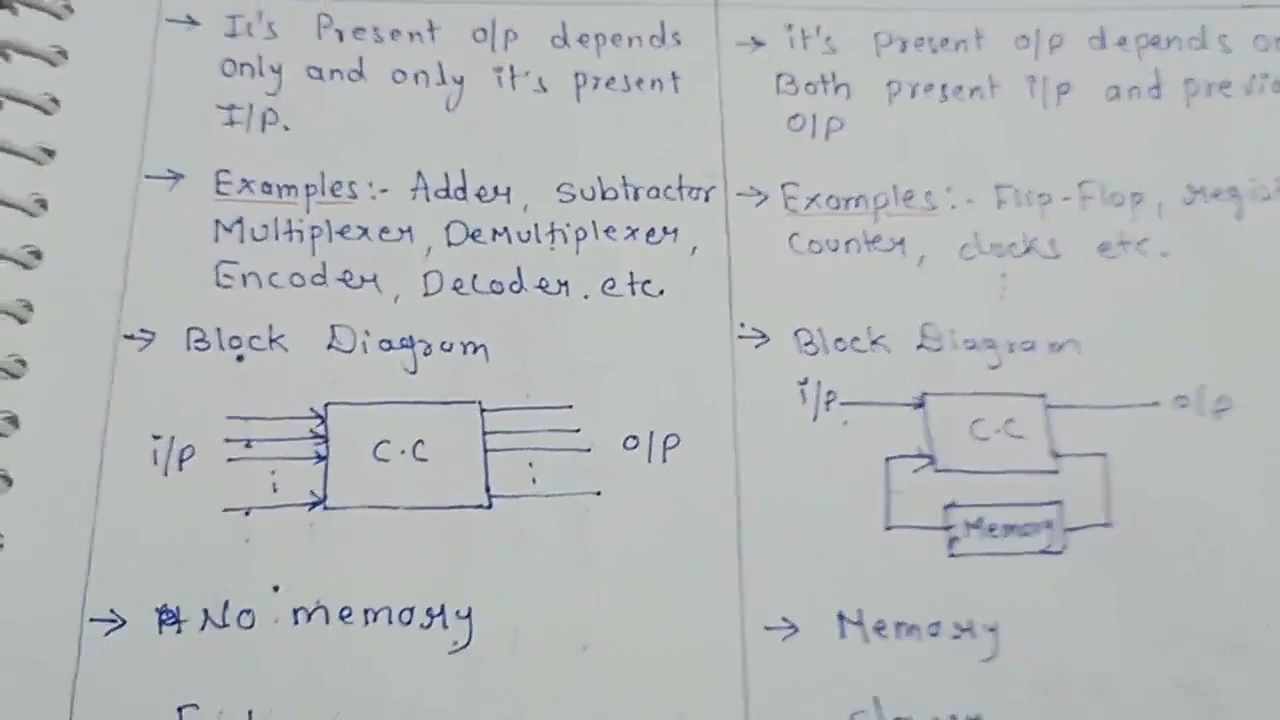 → It's Present o/p depends
only and only it's present
I/P.
→ Examples:- Adder, subtractor
Multiplexer, DeMultiplexer,
Encoder, Decoder. etc.
→ Block Diagram
i/p
C.C
o/p
→ No memory
→ it's present o/p depends
Both present i/p and
o/p
→ Examples:- Flip-Flop,
counter, clocks etc.
→ Block Diagram
i/p
C.C
o/p
Memory
→ Memory